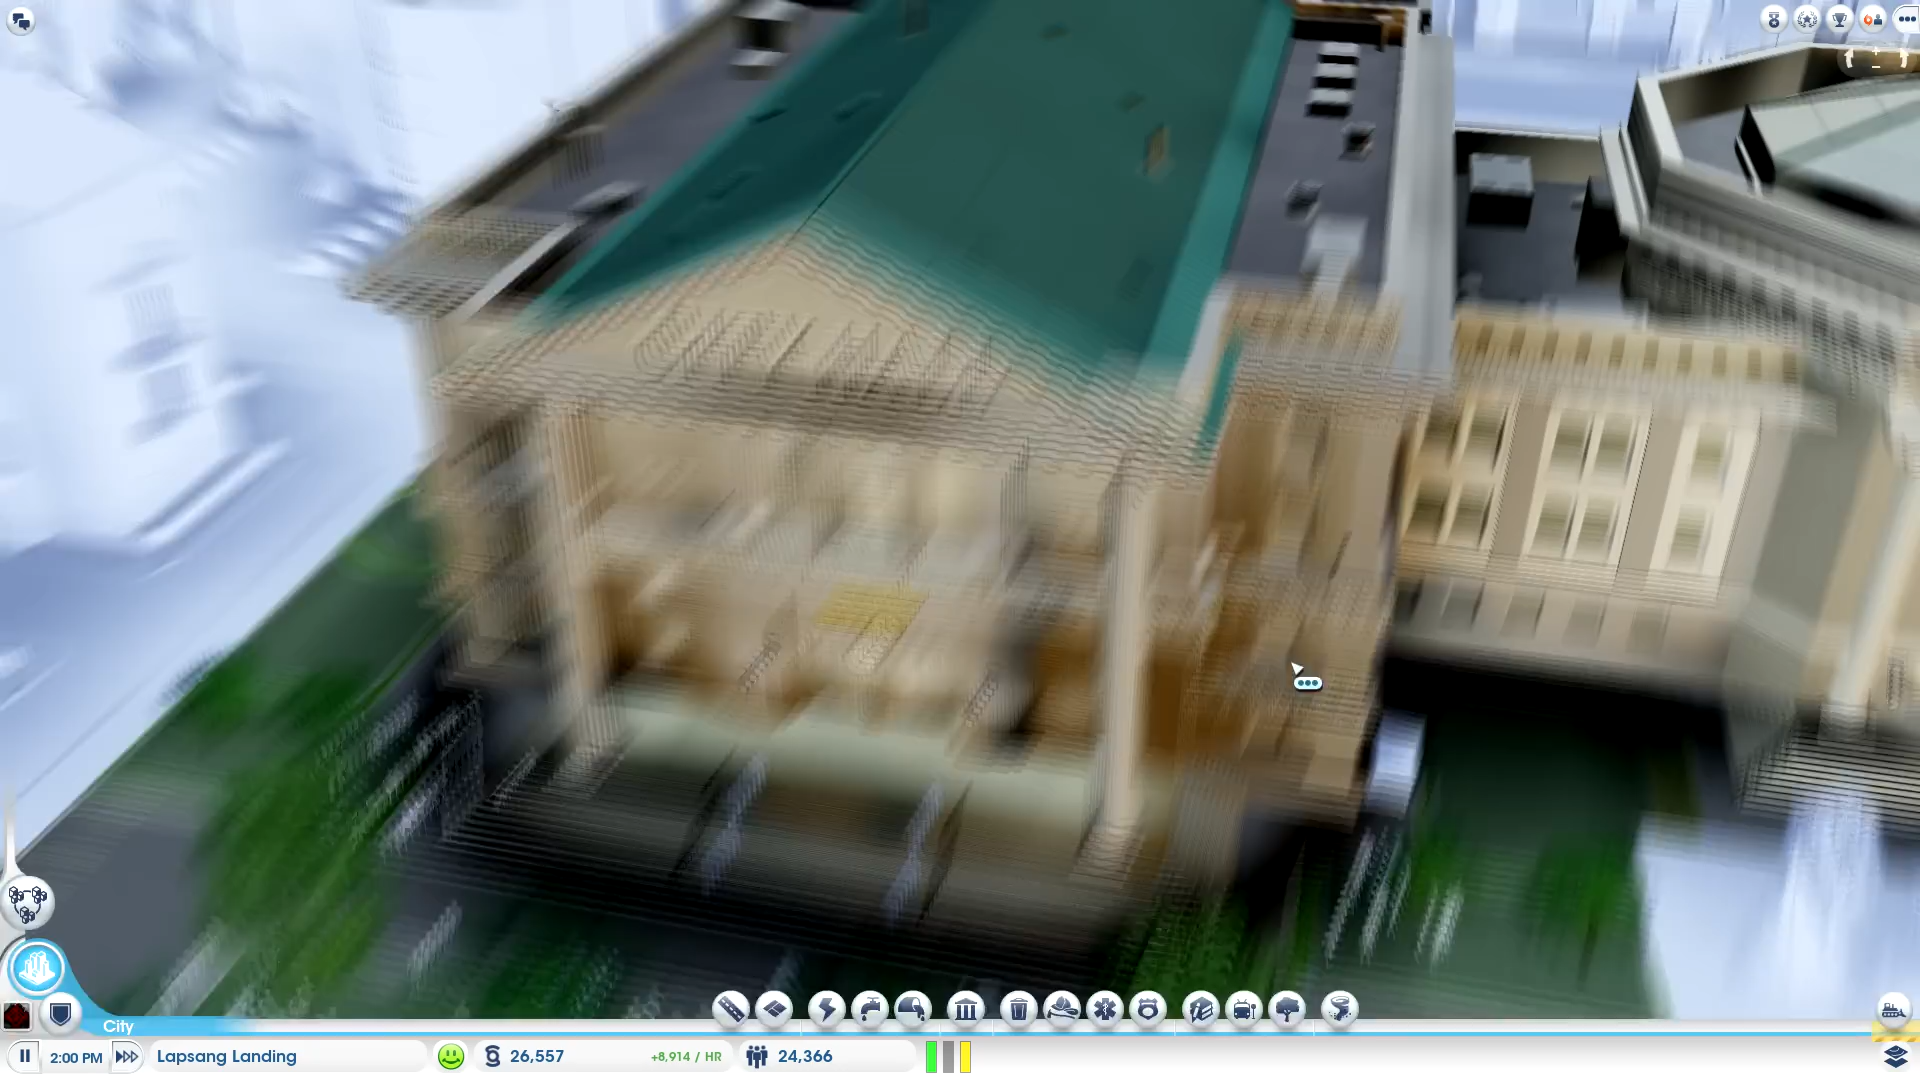 City
2:00 PM
Lapsang Landing
26,557
+8,914 / HR
24,366